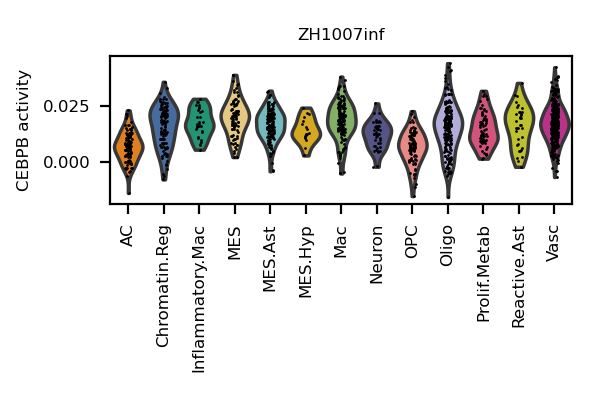 ZH1007inf
CEBPB activity
0.025
0.000
AC
Chromatin.Reg
Inflammatory.Mac
MES
MES.Ast
MES.Hyp
Mac
Neuron
OPC
Oligo
Prolif.Metab
Reactive.Ast
Vasc